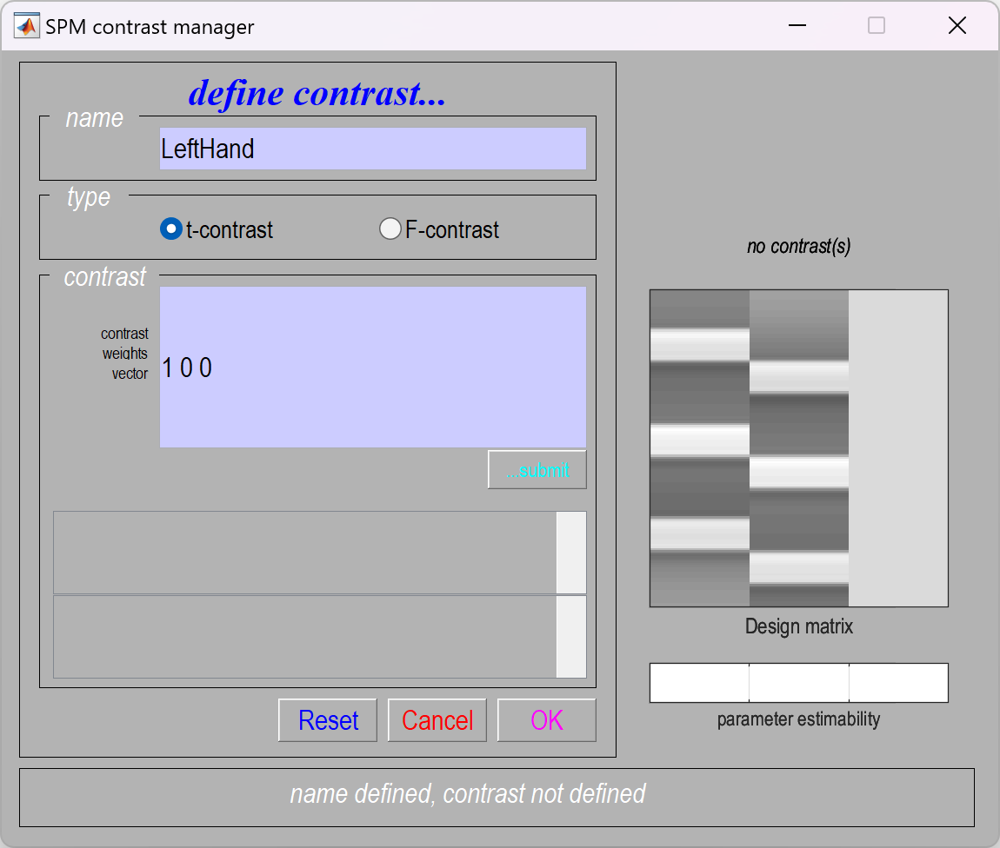 SPM contrast manager
define contrast...
name
LeftHand
type
t-contrast
F-contrast
contrast
contrast
weights
vector
1 0 0
...submit
Reset
Cancel
OK
no contrast(s)
Design matrix
parameter estimability
name defined, contrast not defined